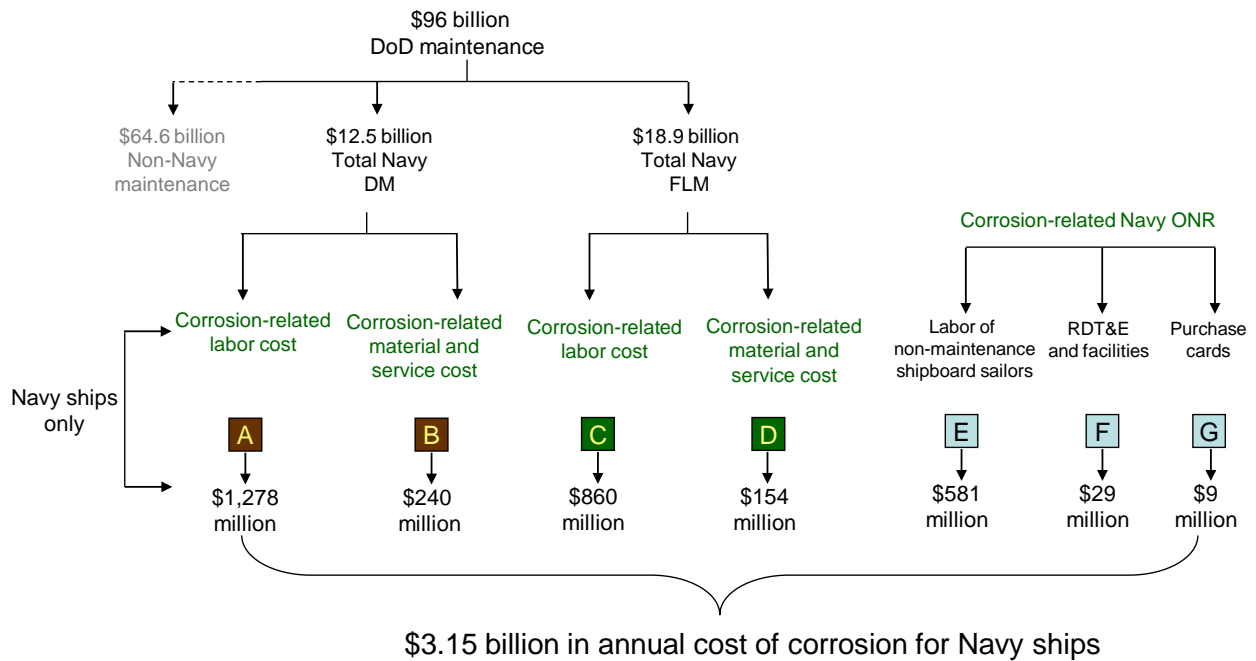 $96 billion
DoD maintenance
$64.6 billion
Non-Navy
maintenance
$12.5 billion
Total Navy
DM
$18.9 billion
Total Navy
FLM
Corrosion-related Navy ONR
Navy ships
only
Corrosion-related
labor cost
Corrosion-related
material and
service cost
Corrosion-related
labor cost
Corrosion-related
material and
service cost
Labor of
non-maintenance
shipboard sailors
RDT&E
and facilities
Purchase
cards
A
B
C
D
E
F
G
$1,278
million
$240
million
$860
million
$154
million
$581
million
$29
million
$9
million
$3.15 billion in annual cost of corrosion for Navy ships